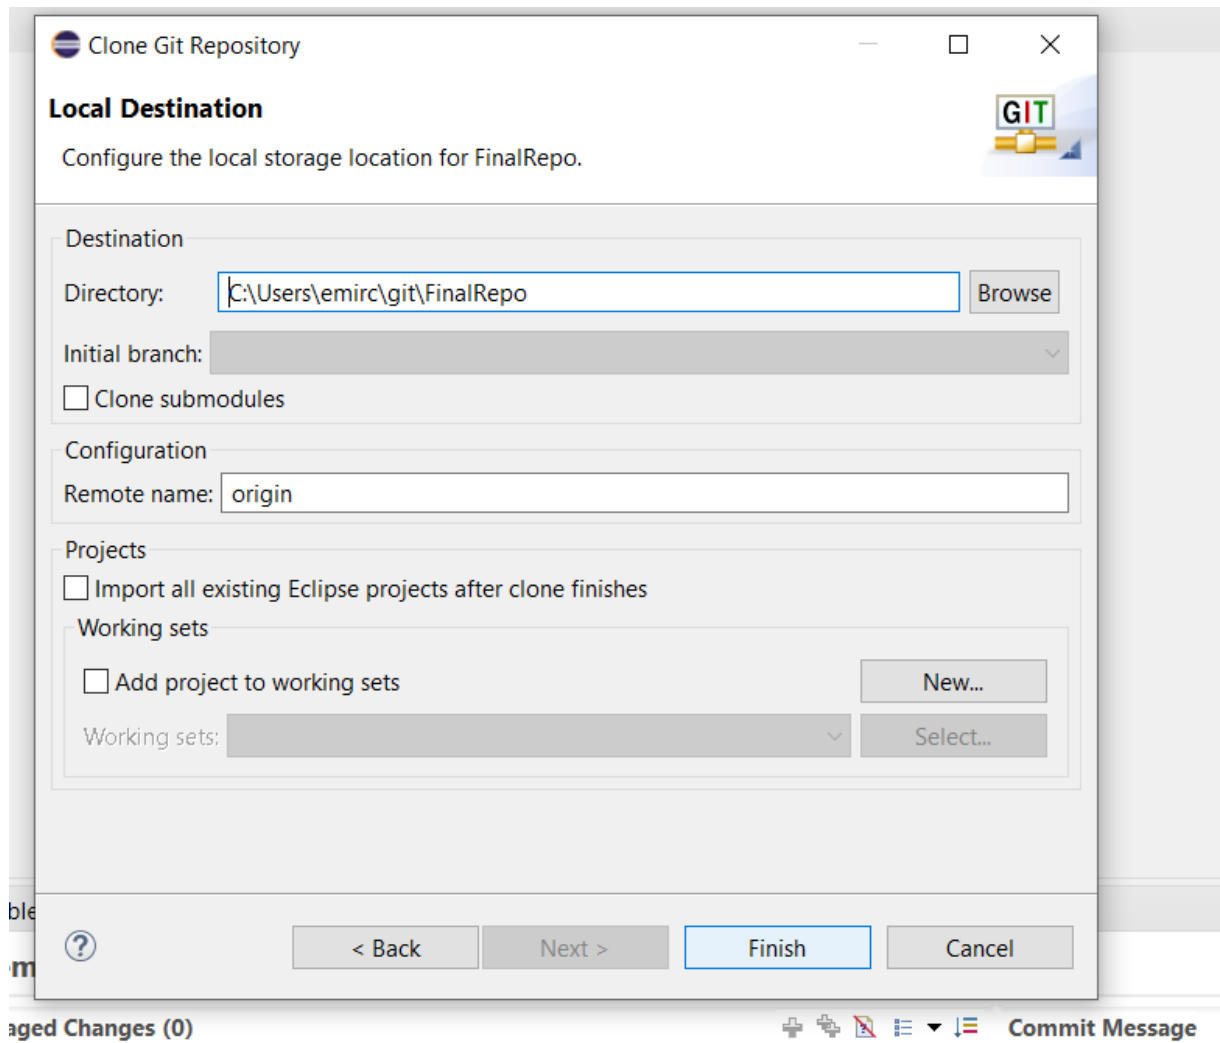 Clone Git Repository
Local Destination
GIT
Configure the local storage location for FinalRepo.
Destination
Directory: C:\Users\emirc\git\FinalRepo Browse
Initial branch:
Clone submodules
Configuration
Remote name: origin
Projects
Import all existing Eclipse projects after clone finishes
Working sets
Add project to working sets New...
Working sets: Select...
ble
? < Back Next > Finish Cancel
em
aged Changes (0) Commit Message